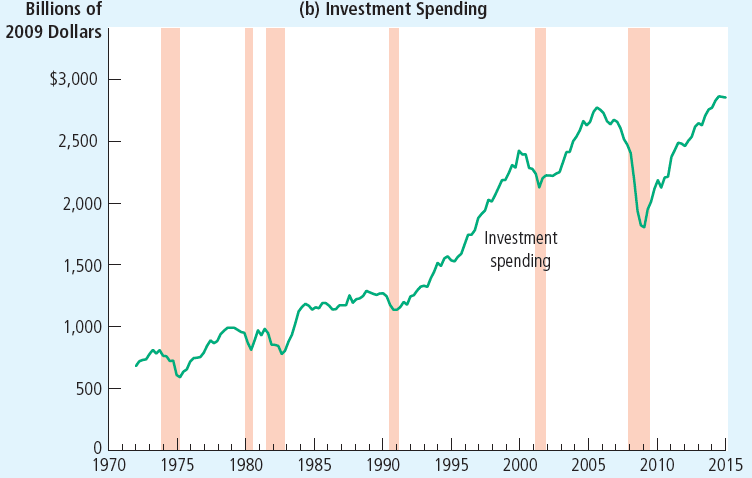 Billions of
2009 Dollars
(b) Investment Spending
$3,000
2,500
2,000
1,500
1,000
500
0
Investment
spending
1970 1975 1980 1985 1990 1995 2000 2005 2010 2015